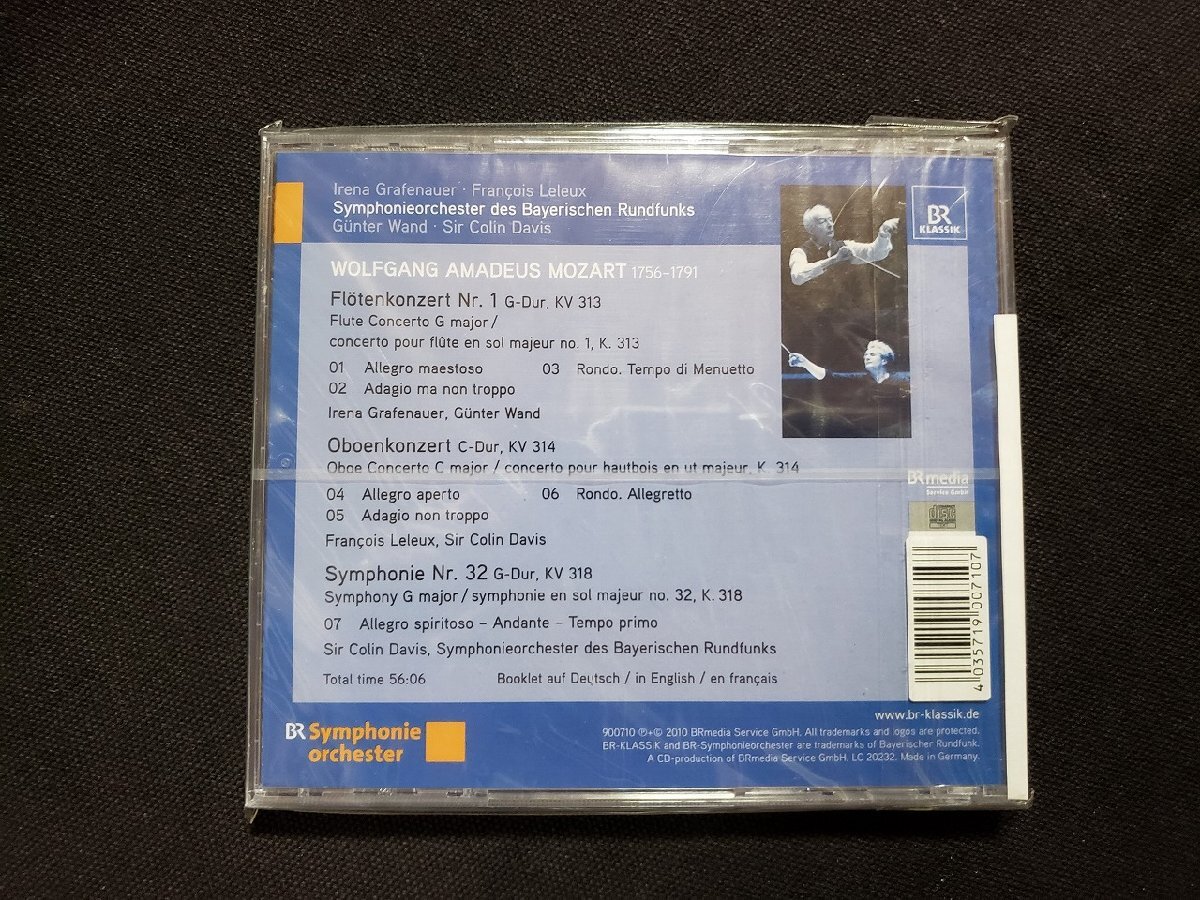 Irena Grafenauer · François Leleux
Symphonieorchester des Bayerischen Rundfunks
Günter Wand · Sir Colin Davis
BR
KLASSIK
WOLFGANG AMADEUS MOZART 1756-1791
Flötenkonzert Nr. 1 G-Dur, KV 313
Flute Concerto G major /
concerto pour flûte en sol majeur no. 1, K. 313
01 Allegro maestoso 03 Rondo. Tempo di Menuetto
02 Adagio ma non troppo
Irena Grafenauer, Günter Wand
Oboenkonzert C-Dur, KV 314
Oboe Concerto C major / concerto pour hautbois en ut majeur, K. 314
04 Allegro aperto 06 Rondo. Allegretto
05 Adagio non troppo
François Leleux, Sir Colin Davis
BRmedia
Service GmbH
disc
Symphonie Nr. 32 G-Dur, KV 318
Symphony G major / symphonie en sol majeur no. 32, K. 318
07 Allegro spiritoso – Andante – Tempo primo
Sir Colin Davis, Symphonieorchester des Bayerischen Rundfunks
Total time 56:06 Booklet auf Deutsch / in English / en français
4 035719 007107
www.br-klassik.de
BR Symphonie
orchester
900710 ℗+© 2010 BRmedia Service GmbH. All trademarks and logos are protected.
BR-KLASSIK and BR-Symphonieorchester are trademarks of Bayerischer Rundfunk.
A CD-production of BRmedia Service GmbH. LC 20232. Made in Germany.